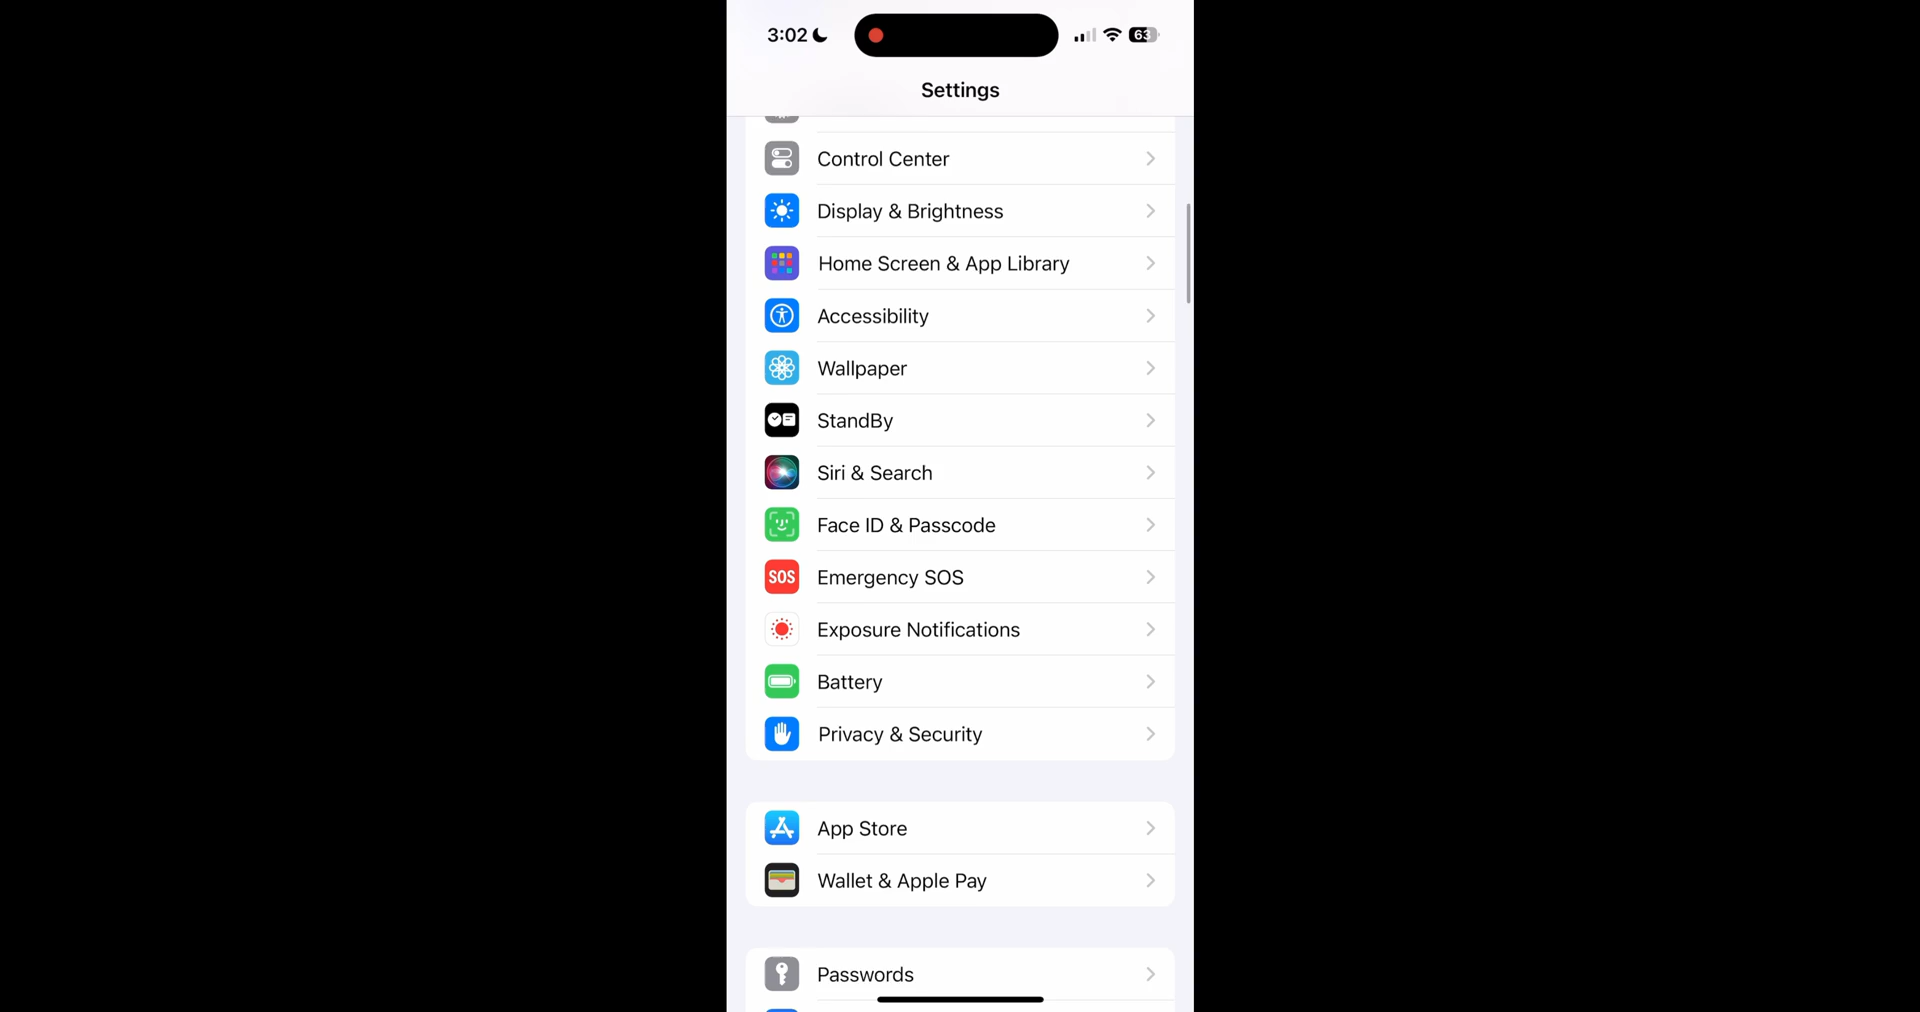 3:02
63
Settings
Control Center
Display & Brightness
Home Screen & App Library
Accessibility
Wallpaper
StandBy
Siri & Search
Face ID & Passcode
SOS Emergency SOS
Exposure Notifications
Battery
Privacy & Security
App Store
Wallet & Apple Pay
Passwords